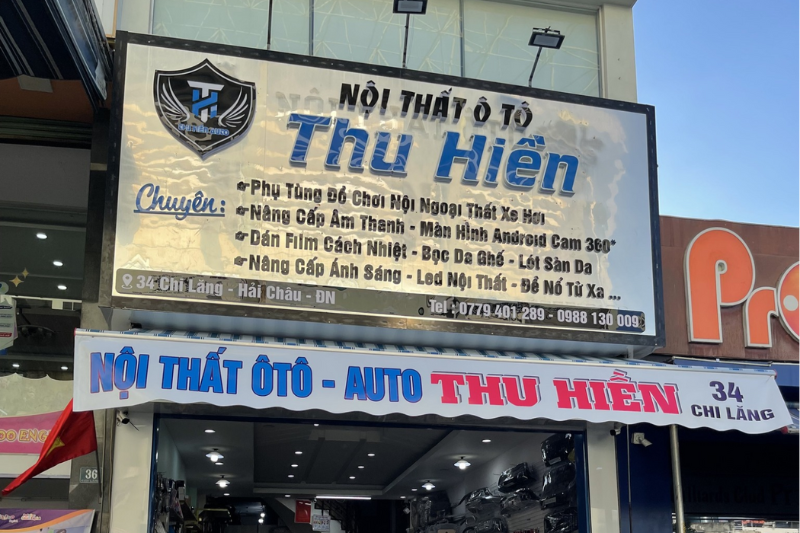 NỘI THẤT Ô TÔ
Thu Hiền
Chuyên:
Phụ Tùng Đồ Chơi Nội Ngoại Thất Xe Hơi
Nâng Cấp Âm Thanh - Màn Hình Android Cam 360°
Dán Film Cách Nhiệt - Bọc Da Ghế - Lót Sàn Da
Nâng Cấp Ánh Sáng - Led Nội Thất - Đề Nổ Từ Xa ...
34 Chi Lăng - Hải Châu - ĐN
Tel : 0779 401 289 - 0988 130 009
NỘI THẤT ÔTÔ - AUTO THU HIỀN
34
CHI LĂNG
Pro
36